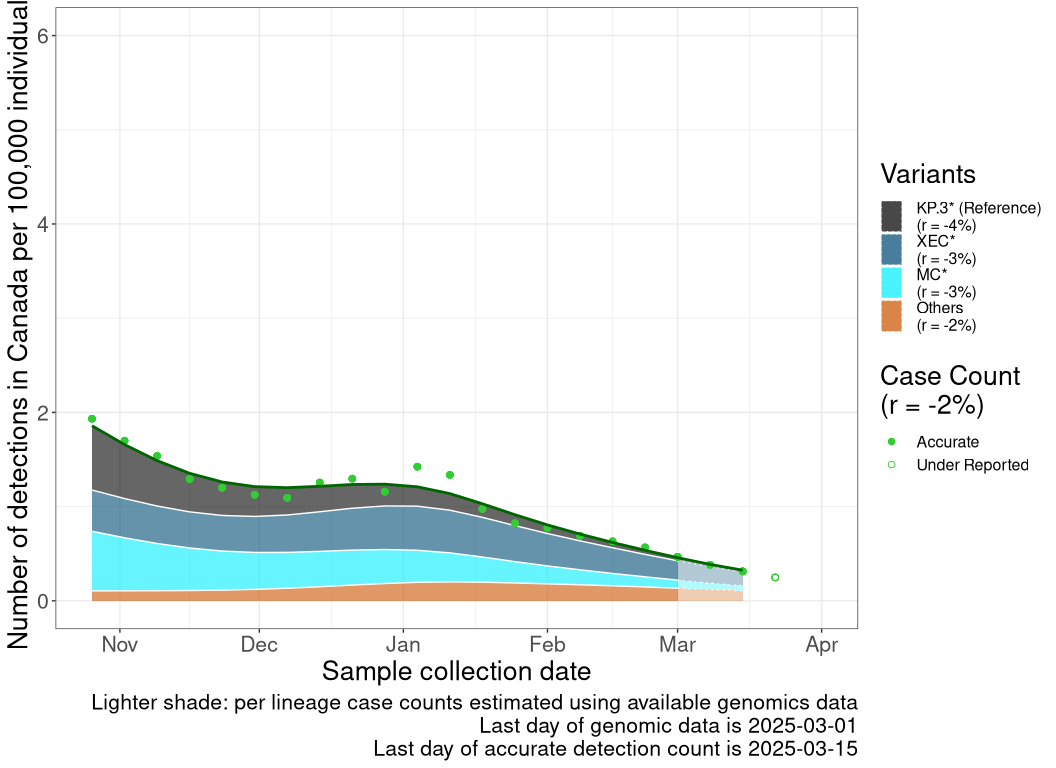 Number of detections in Canada per 100,000 individual
6
4
2
0
Nov Dec Jan Feb Mar Apr
Sample collection date
Lighter shade: per lineage case counts estimated using available genomics data
Last day of genomic data is 2025-03-01
Last day of accurate detection count is 2025-03-15
Variants
KP.3* (Reference)
(r = -4%)
XEC*
(r = -3%)
MC*
(r = -3%)
Others
(r = -2%)
Case Count
(r = -2%)
Accurate
Under Reported